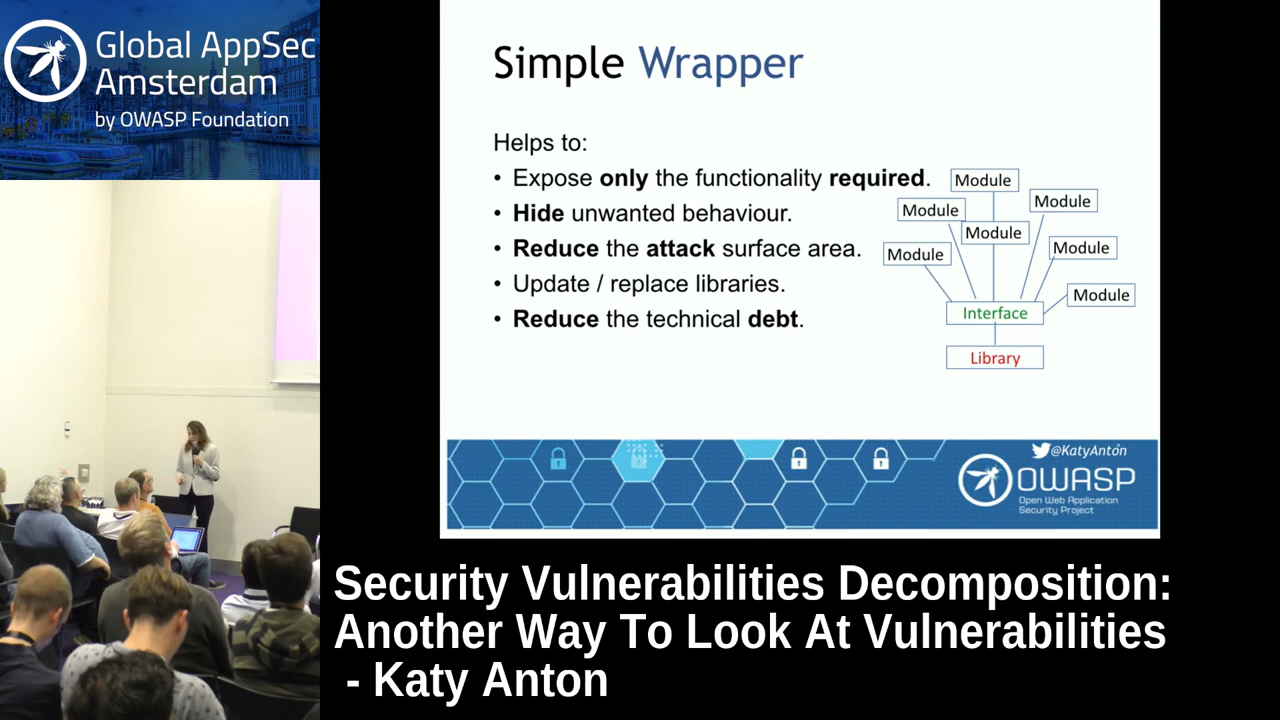 Global AppSec
Amsterdam
by OWASP Foundation
Simple Wrapper
Helps to:
• Expose only the functionality required.
• Hide unwanted behaviour.
• Reduce the attack surface area.
• Update / replace libraries.
• Reduce the technical debt.
Module
Module
Module
Module
Module
Module
Module
Interface
Library
@KatyAnton
OWASP
Open Web Application
Security Project
Security Vulnerabilities Decomposition:
Another Way To Look At Vulnerabilities
- Katy Anton